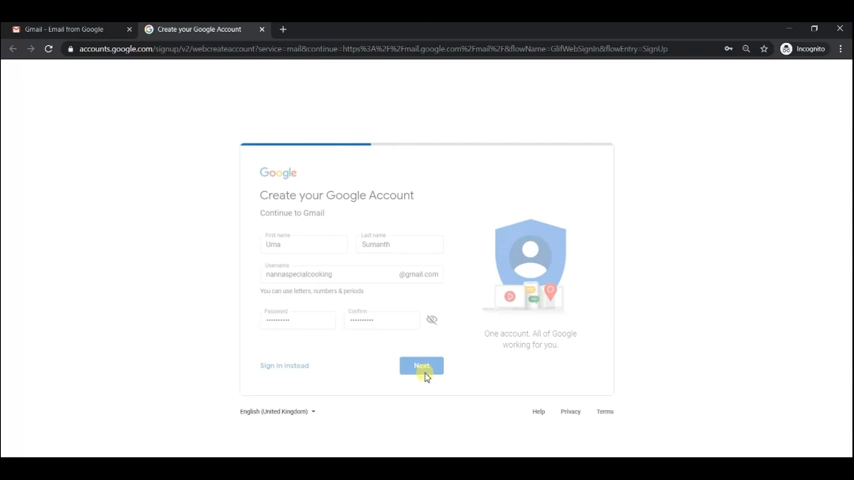 Gmail - Email from Google
Create your Google Account
accounts.google.com/signup/v2/webcreateaccount?service=mail&continue=https%3A%2F%2Fmail.google.com%2Fmail%2F&flowName=GlifWebSignIn&flowEntry=SignUp
Incognito
Google
Create your Google Account
Continue to Gmail
First name
Last name
Uma
Sumanth
Username
nannaspecialcooking
@gmail.com
You can use letters, numbers & periods
Password
Confirm
One account. All of Google
working for you.
Sign in instead
Next
English (United Kingdom)
Help
Privacy
Terms